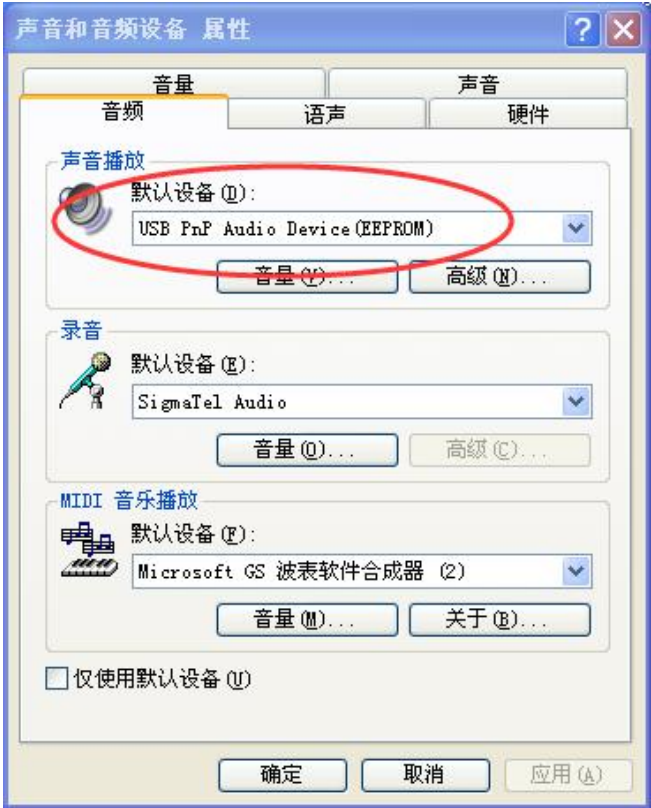 声音和音频设备 属性
音量 声音
音频 语声 硬件
声音播放
默认设备(D):
USB PnP Audio Device(EEPROM)
音量(V)... 高级(N)...
录音
默认设备(E):
SigmaTel Audio
音量(O)... 高级(C)...
MIDI 音乐播放
默认设备(F):
Microsoft GS 波表软件合成器 (2)
音量(M)... 关于(B)...
仅使用默认设备(U)
确定 取消 应用(A)